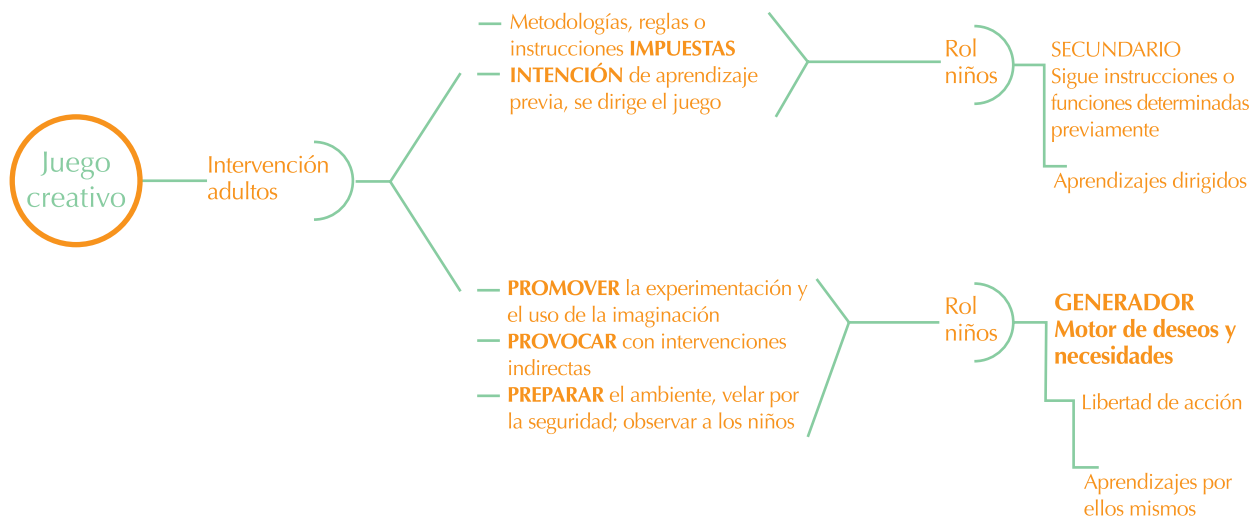 Juego
creativo
Intervención
adultos
Metodologías, reglas o
instrucciones IMPUESTAS
INTENCIÓN de aprendizaje
previa, se dirige el juego
Rol
niños
SECUNDARIO
Sigue instrucciones o
funciones determinadas
previamente
Aprendizajes dirigidos
PROMOVER la experimentación y
el uso de la imaginación
PROVOCAR con intervenciones
indirectas
PREPARAR el ambiente, velar por
la seguridad; observar a los niños
Rol
niños
GENERADOR
Motor de deseos y
necesidades
Libertad de acción
Aprendizajes por
ellos mismos